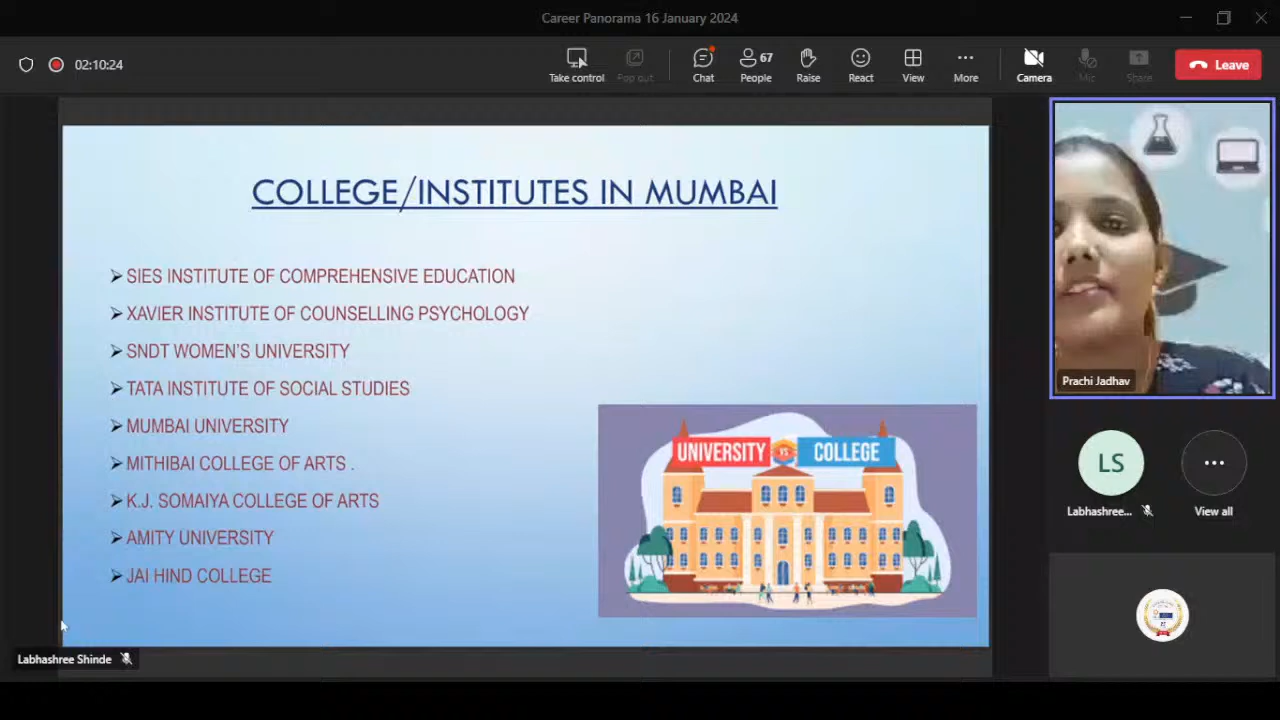 Career Panorama 16 January 2024
02:10:24
Take control
Pop out
Chat
67
People
Raise
React
View
More
Camera
Mic
Share
Leave
COLLEGE/INSTITUTES IN MUMBAI
➢ SIES INSTITUTE OF COMPREHENSIVE EDUCATION
➢ XAVIER INSTITUTE OF COUNSELLING PSYCHOLOGY
➢ SNDT WOMEN'S UNIVERSITY
➢ TATA INSTITUTE OF SOCIAL STUDIES
➢ MUMBAI UNIVERSITY
➢ MITHIBAI COLLEGE OF ARTS .
➢ K.J. SOMAIYA COLLEGE OF ARTS
➢ AMITY UNIVERSITY
➢ JAI HIND COLLEGE
UNIVERSITY VS COLLEGE
Prachi Jadhav
LS
Labhashree...
View all
Labhashree Shinde